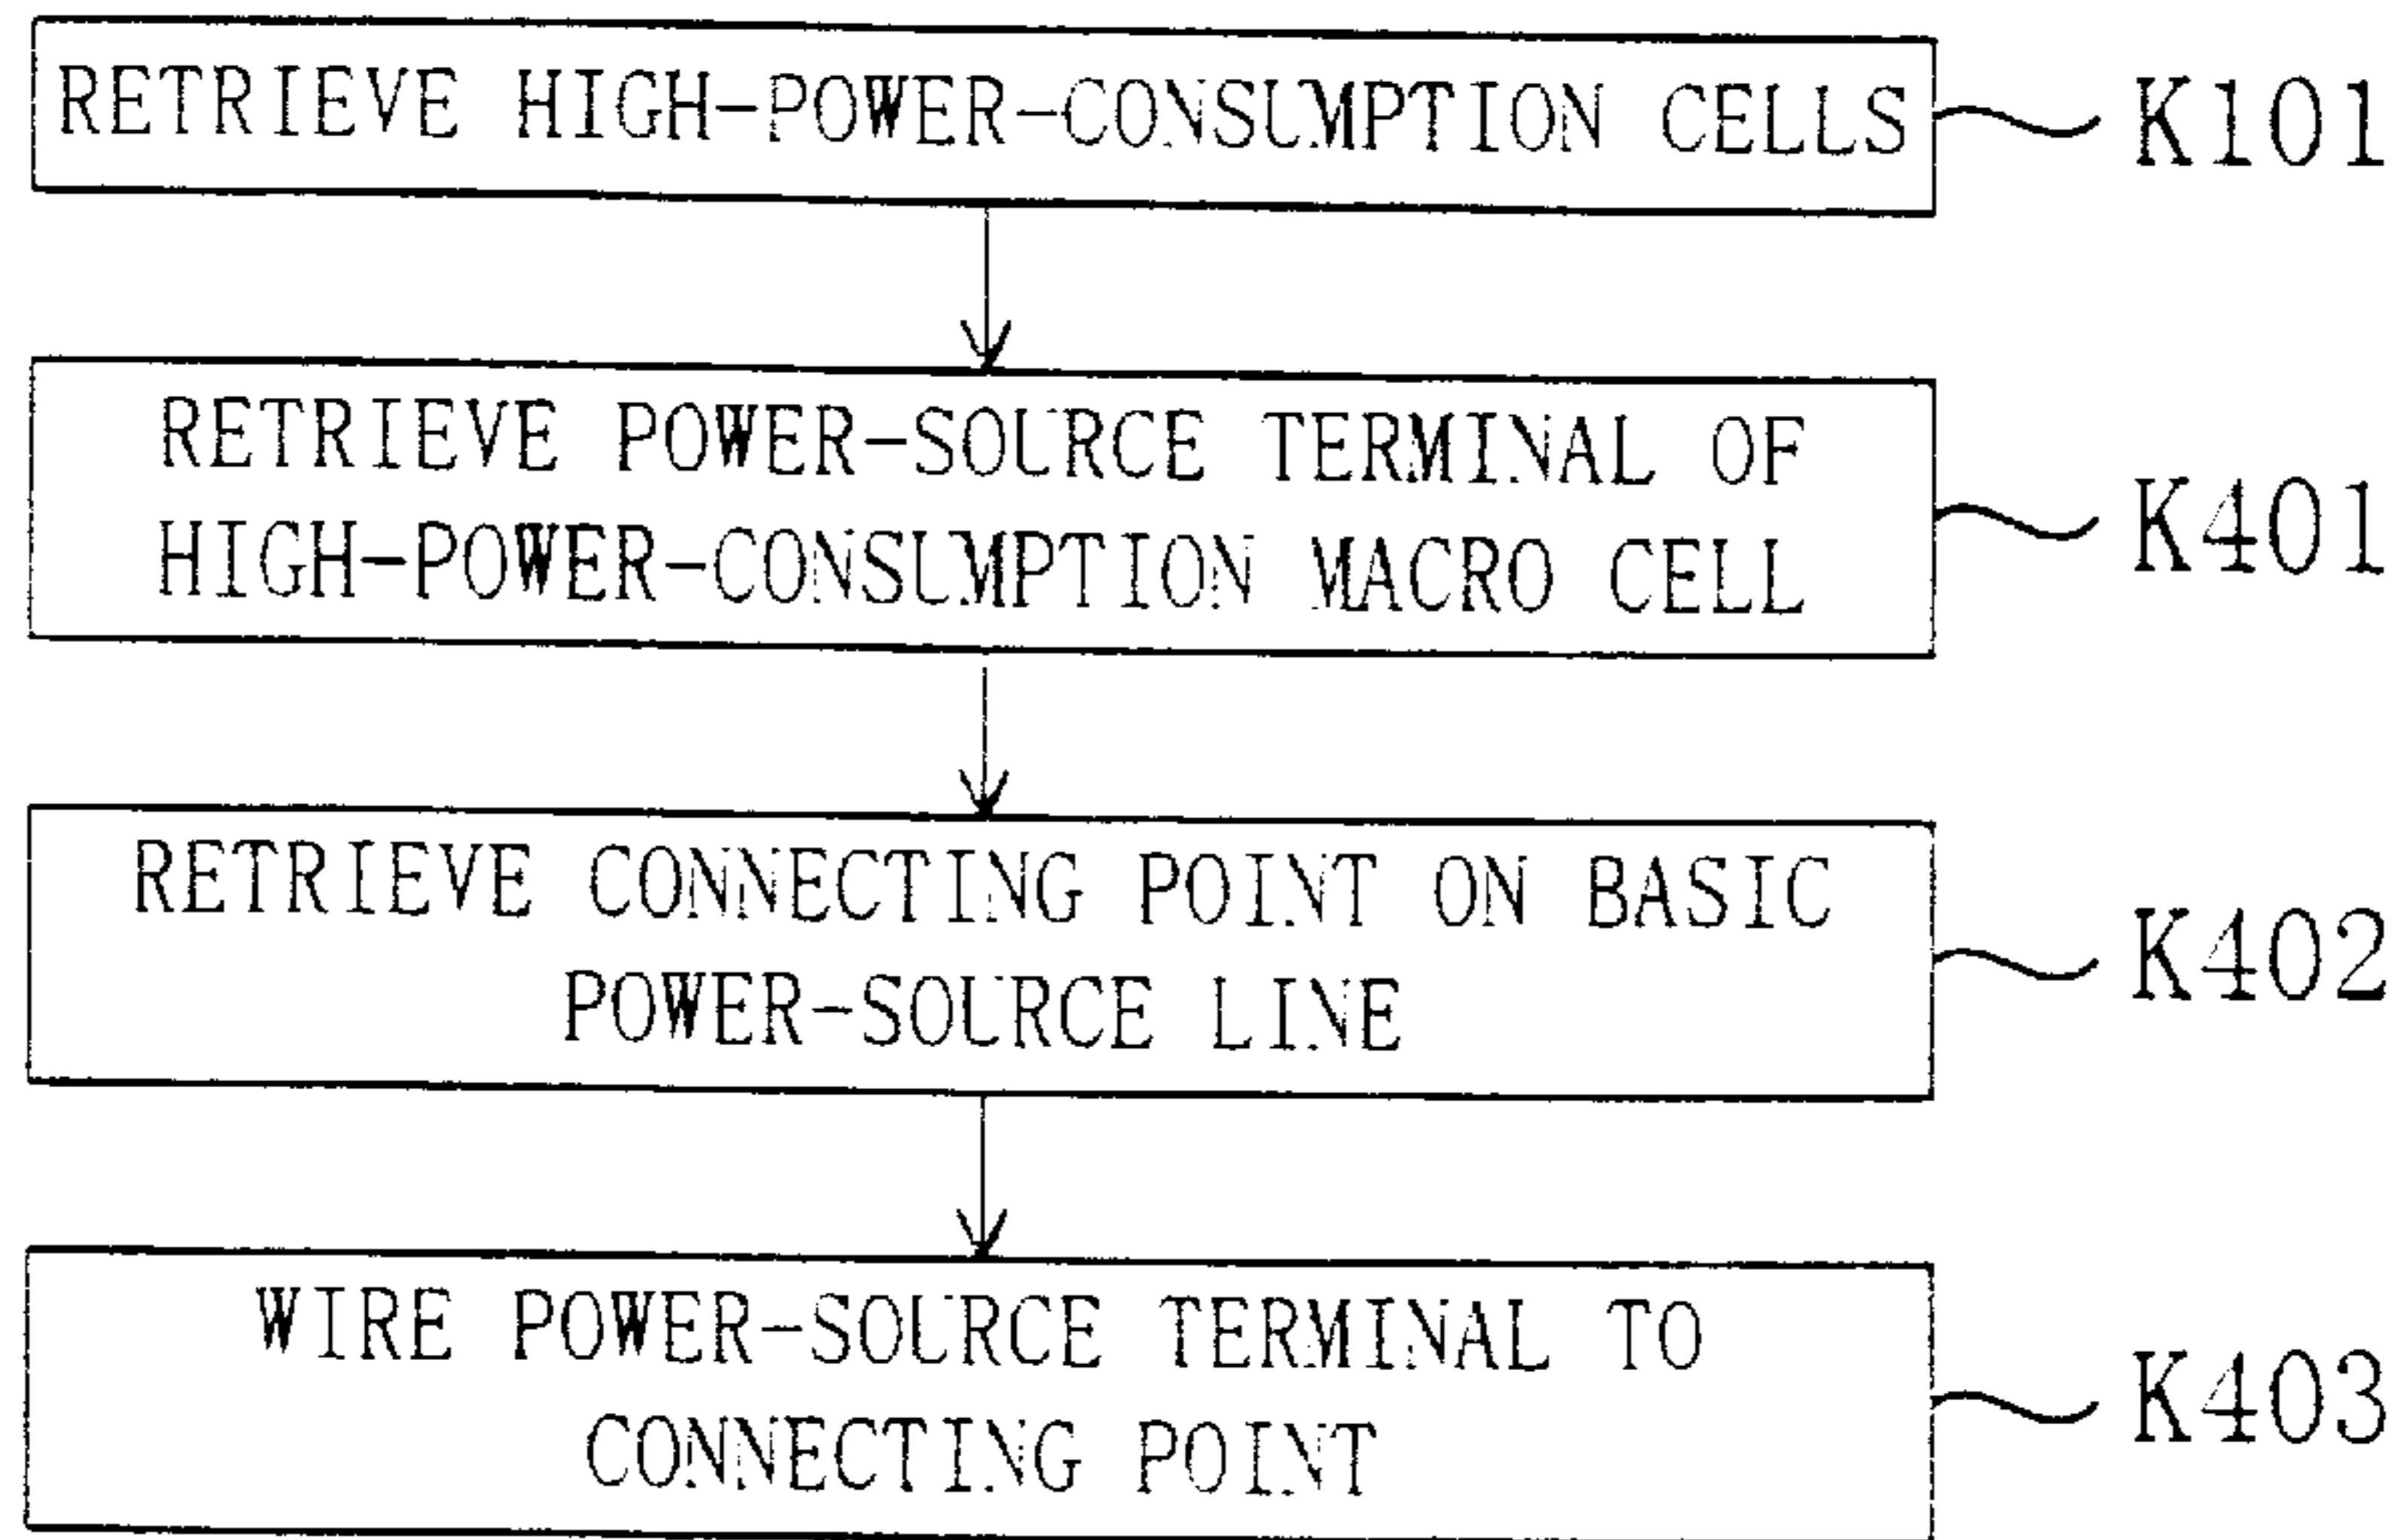 RETRIEVE HIGH-POWER-CONSUMPTION CELLS
K101
RETRIEVE POWER-SOURCE TERMINAL OF
HIGH-POWER-CONSUMPTION MACRO CELL
K401
RETRIEVE CONNECTING POINT ON BASIC
POWER-SOURCE LINE
K402
WIRE POWER-SOURCE TERMINAL TO
CONNECTING POINT
K403